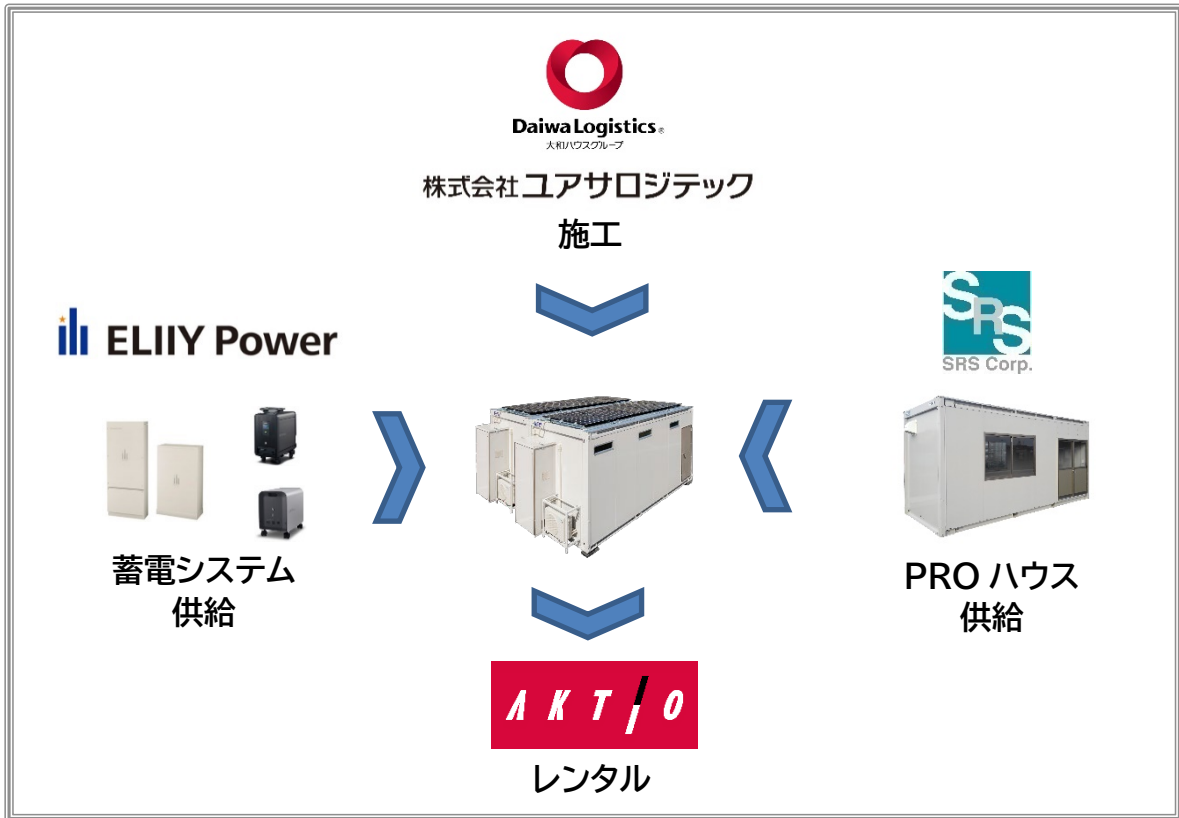 Daiwa Logistics®
大和ハウスグループ
株式会社ユアサロジテック
施工
ELIIY Power
SRS
SRS Corp.
蓄電システム
供給
PRO ハウス
供給
AKTIO
レンタル